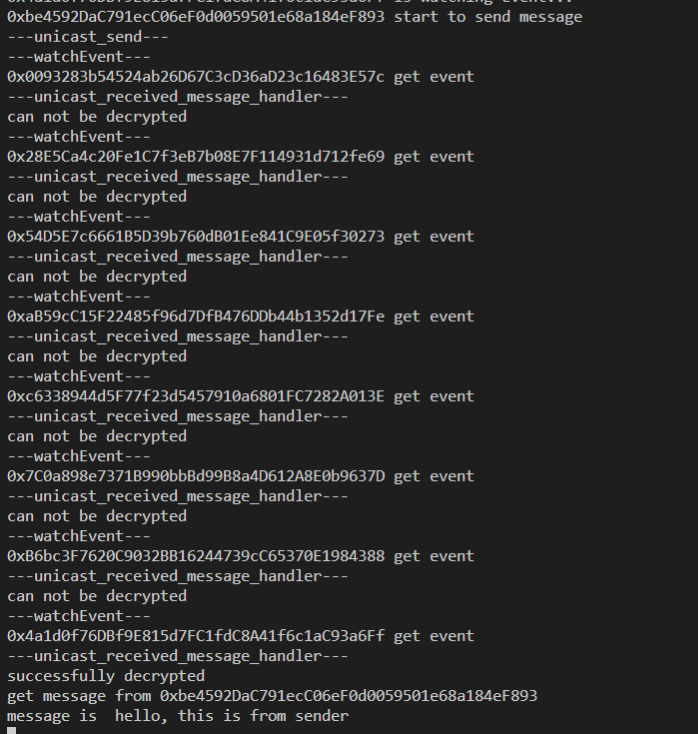 is watching event...
0xbe4592DaC791ecC06eF0d0059501e68a184eF893 start to send message
---unicast_send---
---watchEvent---
0x0093283b54524ab26D67C3cD36aD23c16483E57c get event
---unicast_received_message_handler---
can not be decrypted
---watchEvent---
0x28E5Ca4c20Fe1C7f3eB7b08E7F114931d712fe69 get event
---unicast_received_message_handler---
can not be decrypted
---watchEvent---
0x54D5E7c6661B5D39b760dB01Ee841C9E05f30273 get event
---unicast_received_message_handler---
can not be decrypted
---watchEvent---
0xaB59cC15F22485f96d7DfB476DDb44b1352d17Fe get event
---unicast_received_message_handler---
can not be decrypted
---watchEvent---
0xc6338944d5F77f23d5457910a6801FC7282A013E get event
---unicast_received_message_handler---
can not be decrypted
---watchEvent---
0x7C0a898e7371B990bbBd99B8a4D612A8E0b9637D get event
---unicast_received_message_handler---
can not be decrypted
---watchEvent---
0xB6bc3F7620C9032BB16244739cC65370E1984388 get event
---unicast_received_message_handler---
can not be decrypted
---watchEvent---
0x4a1d0f76DBf9E815d7FC1fdC8A41f6c1aC93a6Ff get event
---unicast_received_message_handler---
successfully decrypted
get message from 0xbe4592DaC791ecC06eF0d0059501e68a184eF893
message is  hello, this is from sender